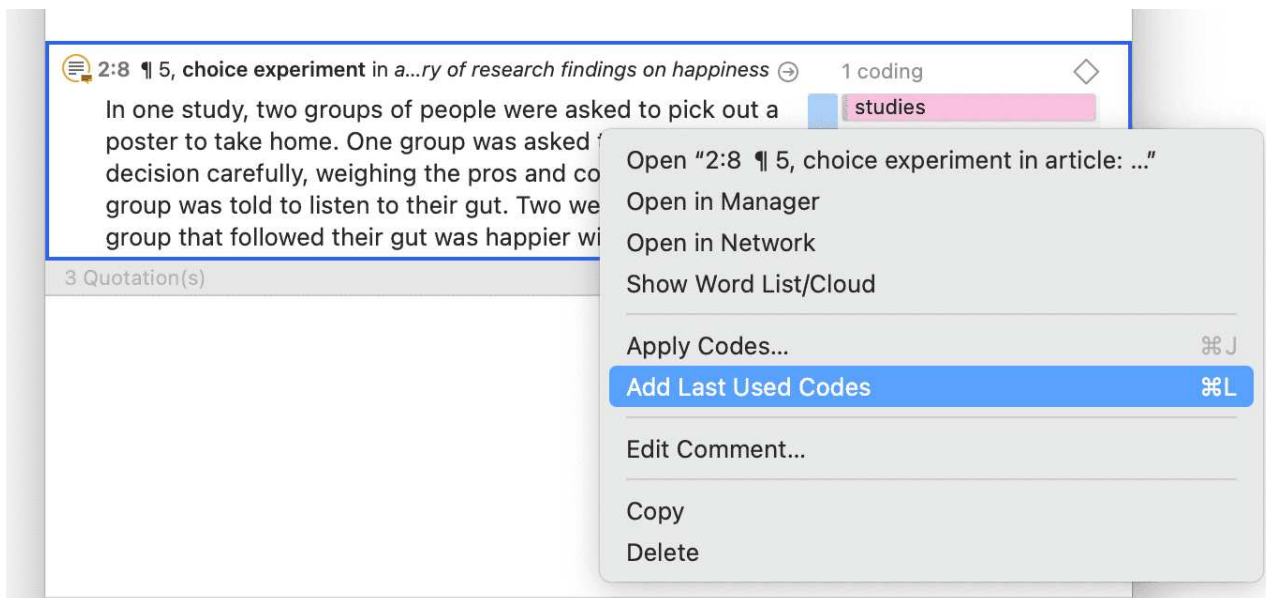 2:8 ¶ 5, choice experiment in a...ry of research findings on happiness
1 coding
In one study, two groups of people were asked to pick out a
studies
poster to take home. One group was asked
decision carefully, weighing the pros and co
group was told to listen to their gut. Two we
group that followed their gut was happier wi
3 Quotation(s)
Open “2:8 ¶ 5, choice experiment in article: ...”
Open in Manager
Open in Network
Show Word List/Cloud
Apply Codes... ⌘J
Add Last Used Codes ⌘L
Edit Comment...
Copy
Delete